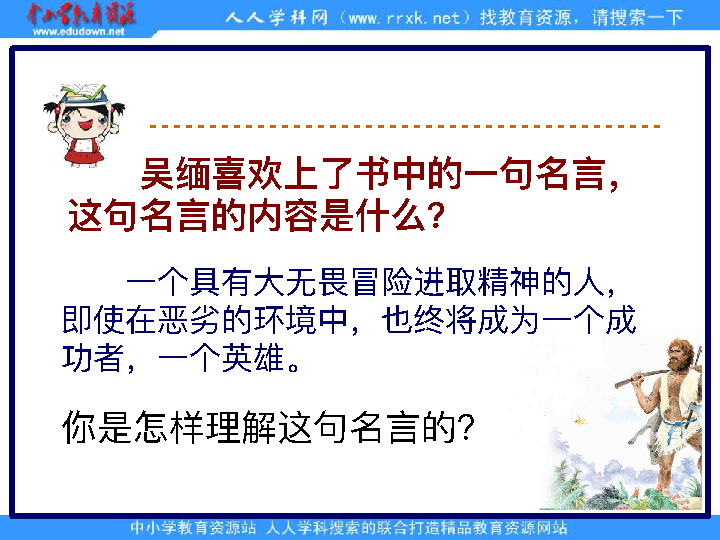 中小学教育资源
www.edudown.net
人人学科网（www.rrxk.net）找教育资源，请搜索一下
吴缅喜欢上了书中的一句名言，
这句名言的内容是什么？
一个具有大无畏冒险进取精神的人，
即使在恶劣的环境中，也终将成为一个成
功者，一个英雄。
你是怎样理解这句名言的？
中小学教育资源站 人人学科搜索的联合打造精品教育资源网站